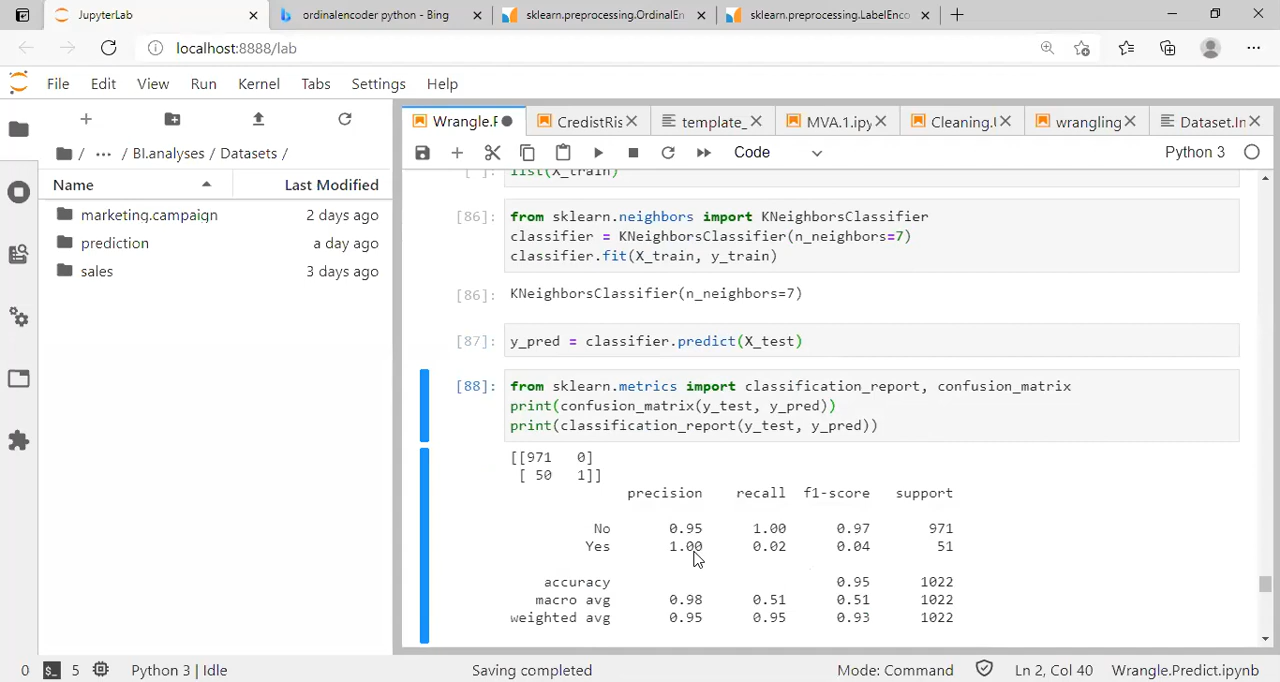 JupyterLab
ordinalencoder python - Bing
sklearn.preprocessing.OrdinalEn
sklearn.preprocessing.LabelEnco
localhost:8888/lab
File Edit View Run Kernel Tabs Settings Help
Wrangle.F
CredistRis
template_
MVA.1.ipy
Cleaning.(
wrangling
Dataset.In
/ ... / BI.analyses / Datasets /
Code
Python 3
Name Last Modified
marketing.campaign 2 days ago
prediction a day ago
sales 3 days ago
[ ]: list(X_train)
[86]: from sklearn.neighbors import KNeighborsClassifier
classifier = KNeighborsClassifier(n_neighbors=7)
classifier.fit(X_train, y_train)
[86]: KNeighborsClassifier(n_neighbors=7)
[87]: y_pred = classifier.predict(X_test)
[88]: from sklearn.metrics import classification_report, confusion_matrix
print(confusion_matrix(y_test, y_pred))
print(classification_report(y_test, y_pred))
[[971 0]
[ 50 1]]
precision recall f1-score support
No 0.95 1.00 0.97 971
Yes 1.00 0.02 0.04 51
accuracy 0.95 1022
macro avg 0.98 0.51 0.51 1022
weighted avg 0.95 0.95 0.93 1022
0 $_ 5 Python 3 | Idle Saving completed Mode: Command Ln 2, Col 40 Wrangle.Predict.ipynb